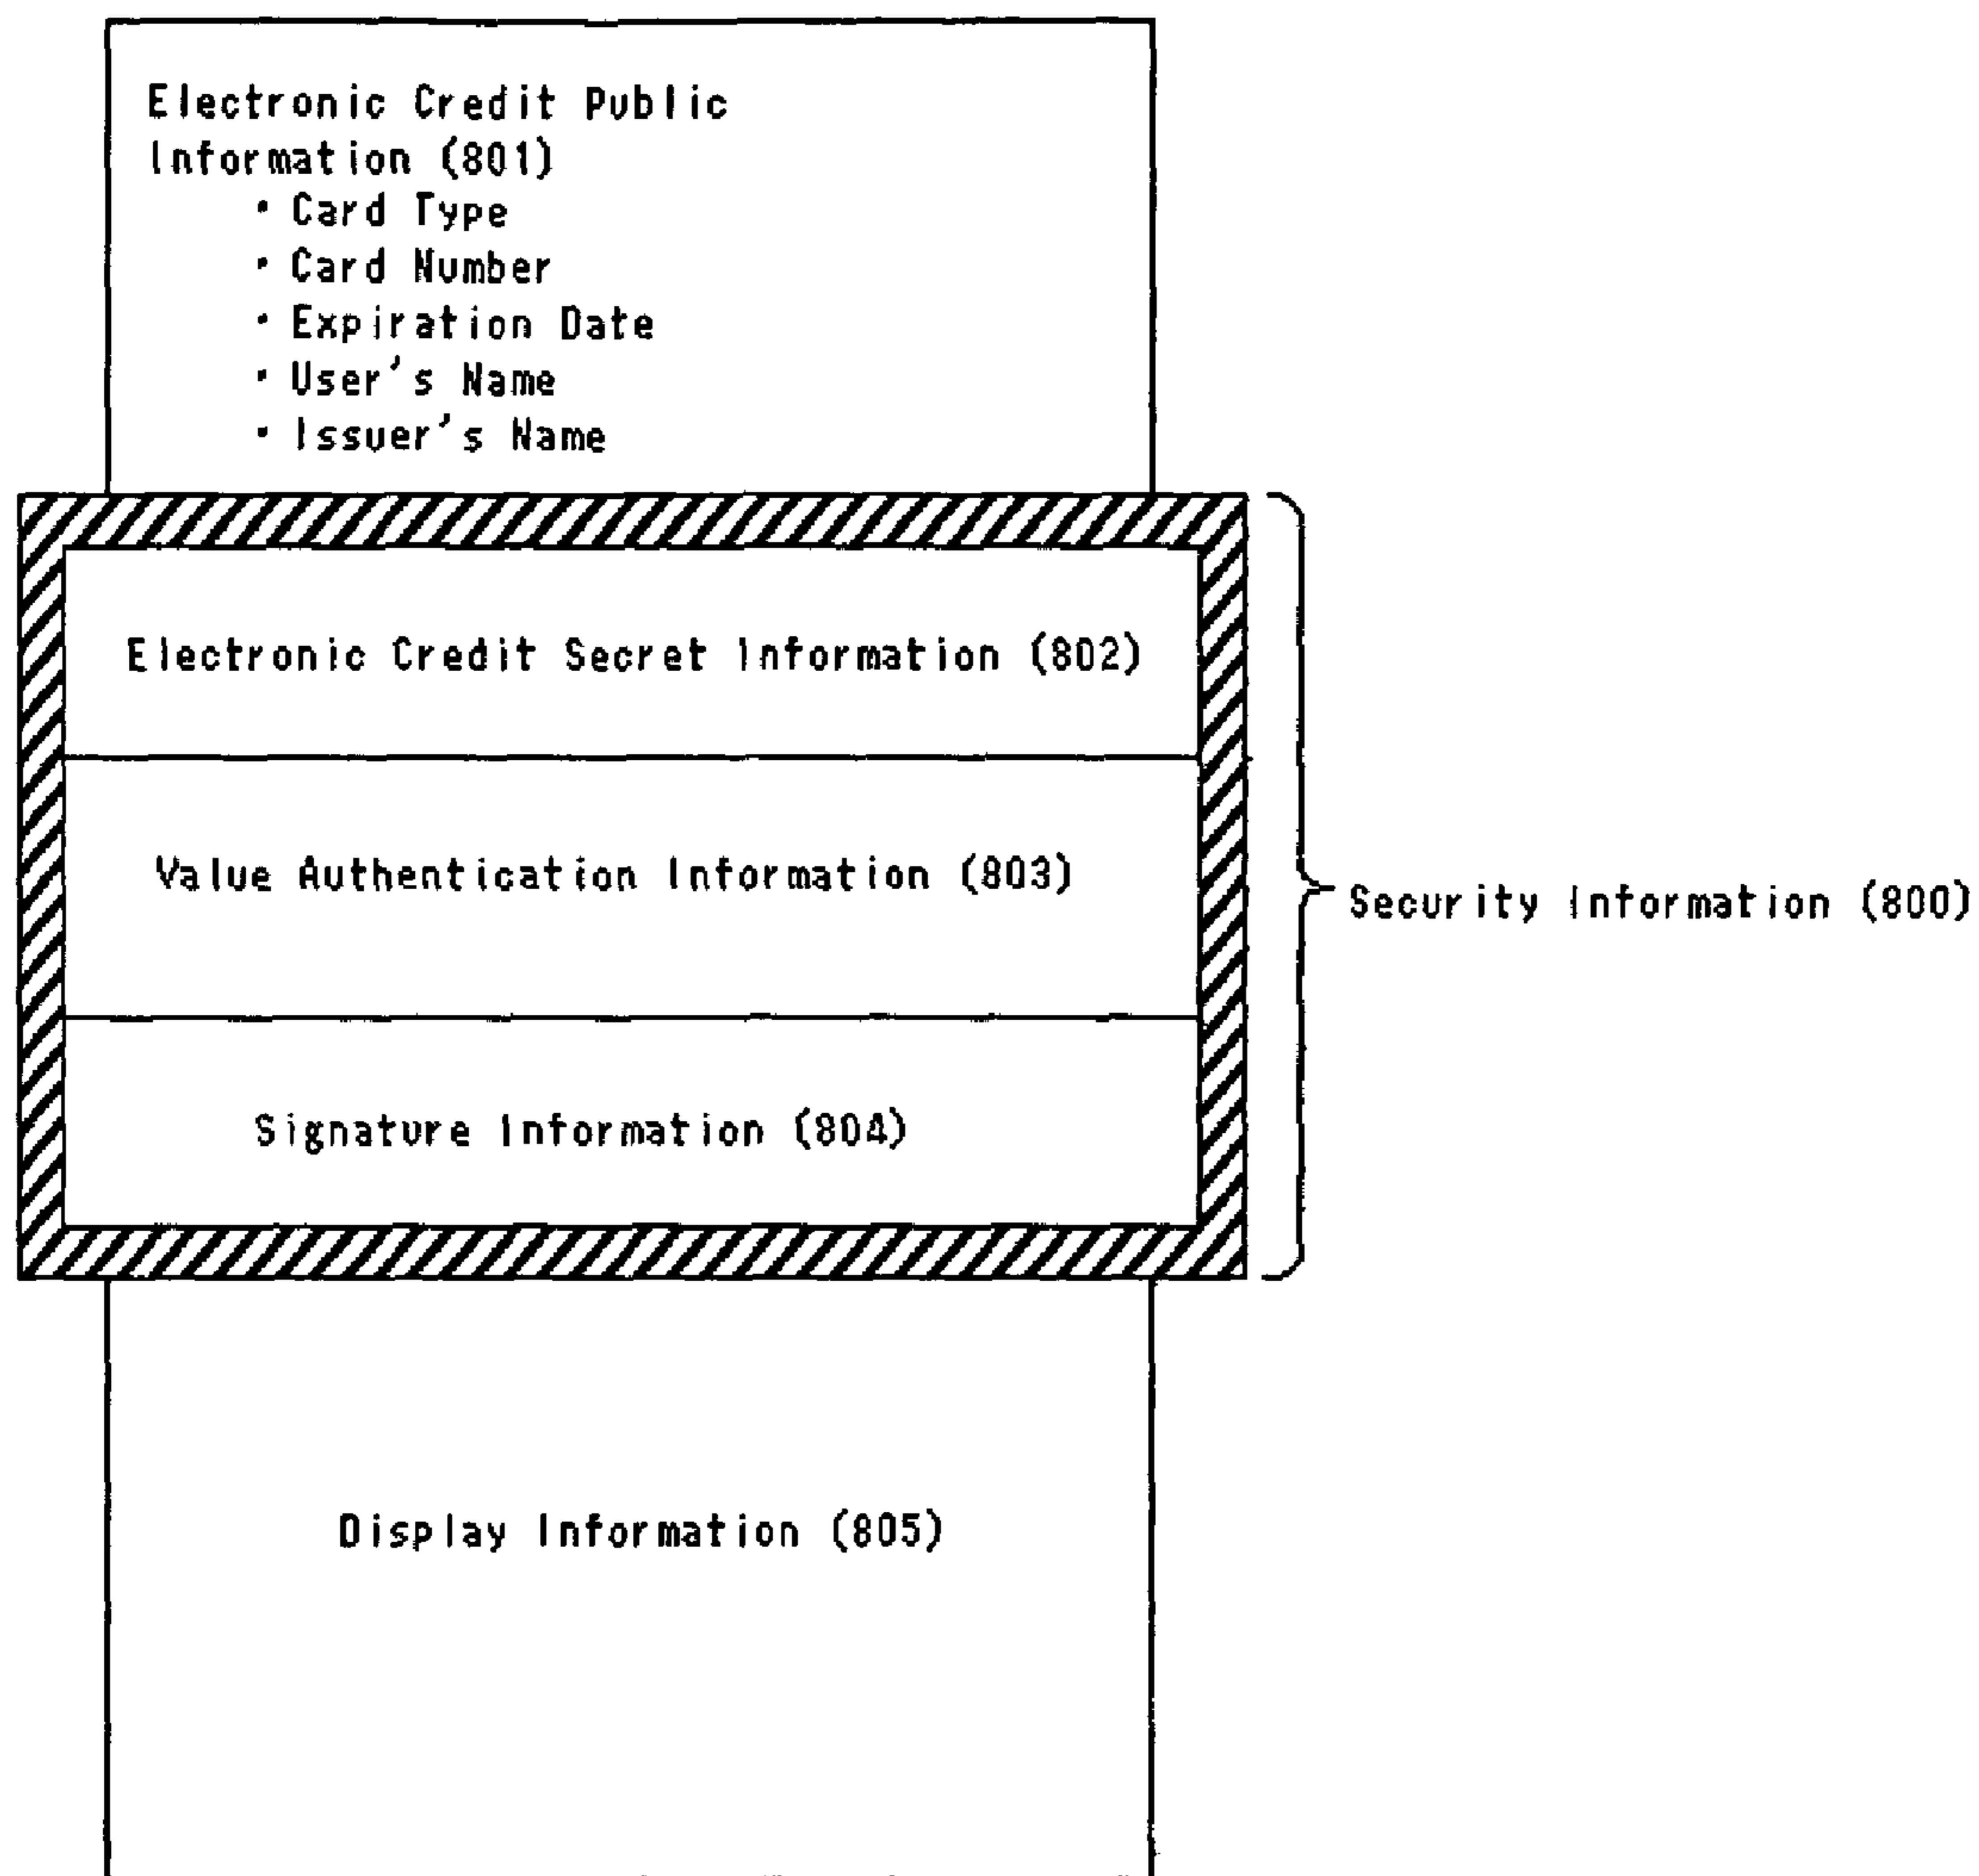 Electronic Credit Public
Information (801)
・Card Type
・Card Number
・Expiration Date
・User's Name
・Issuer's Name
Electronic Credit Secret Information (802)
Value Authentication Information (803)
Security Information (800)
Signature Information (804)
Display Information (805)